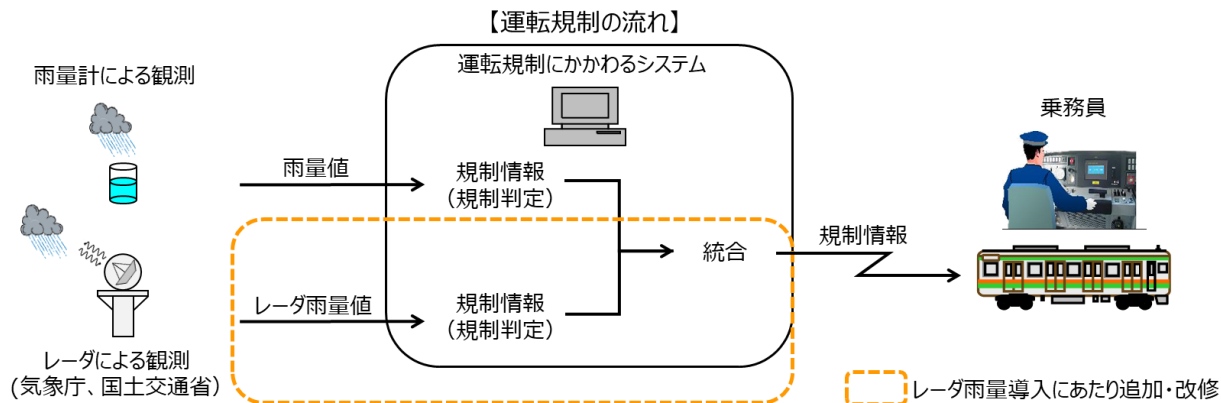 【運転規制の流れ】
運転規制にかかわるシステム
雨量計による観測
乗務員
雨量値
規制情報
(規制判定)
統合
規制情報
レーダ雨量値
規制情報
(規制判定)
レーダによる観測
(気象庁、国土交通省)
レーダ雨量導入にあたり追加・改修